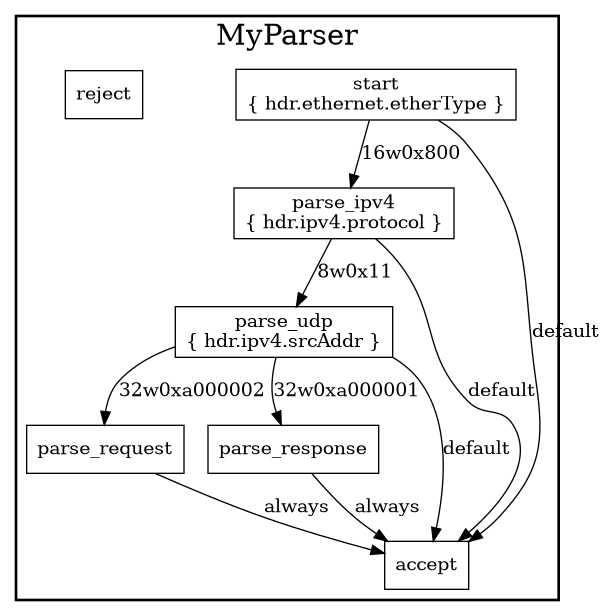 MyParser
reject
start
{ hdr.ethernet.etherType }
16w0x800
parse_ipv4
{ hdr.ipv4.protocol }
8w0x11
default
parse_udp
{ hdr.ipv4.srcAddr }
32w0xa000002
32w0xa000001
default
parse_request
parse_response
default
always
always
accept